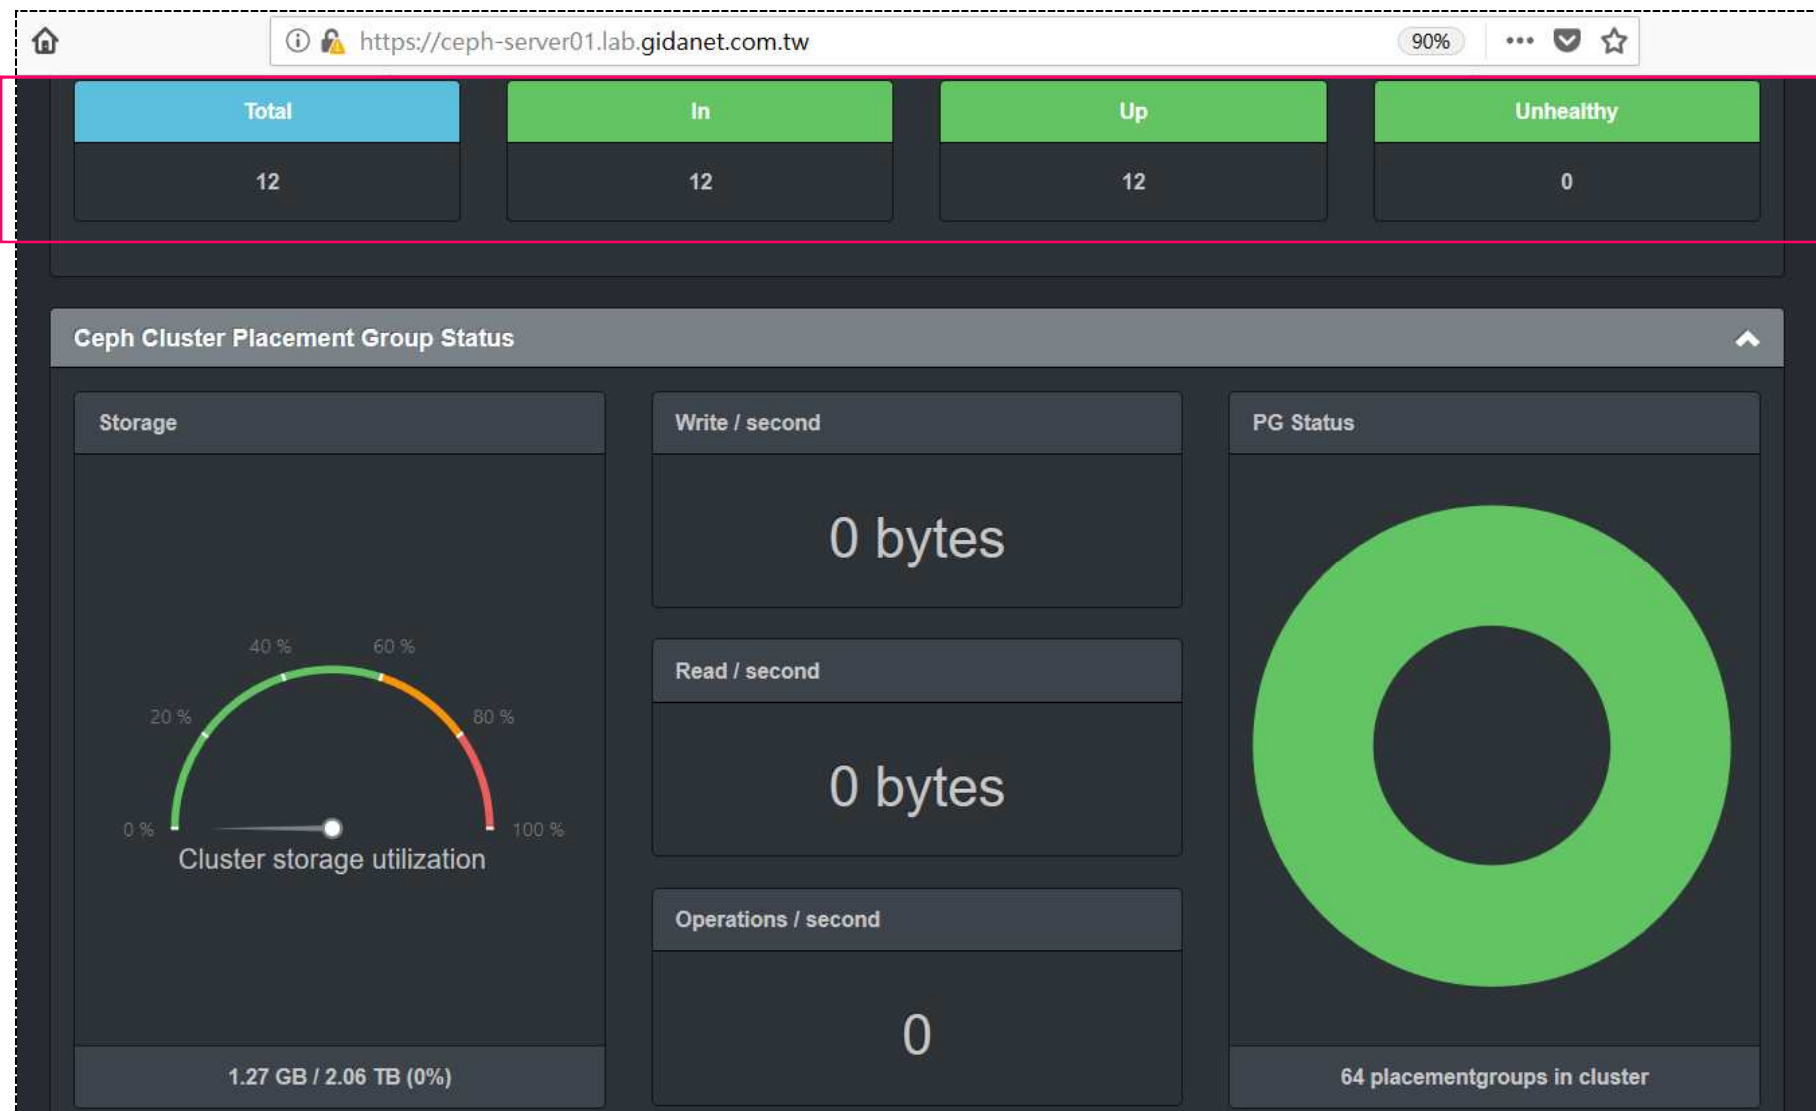 https://ceph-server01.lab.gidanet.com.tw
90%
Total
In
Up
Unhealthy
12
12
12
0
Ceph Cluster Placement Group Status
Storage
Write / second
PG Status
0 bytes
40 %
60 %
Read / second
20 %
80 %
0 bytes
0 %
100 %
Cluster storage utilization
Operations / second
0
1.27 GB / 2.06 TB (0%)
64 placementgroups in cluster